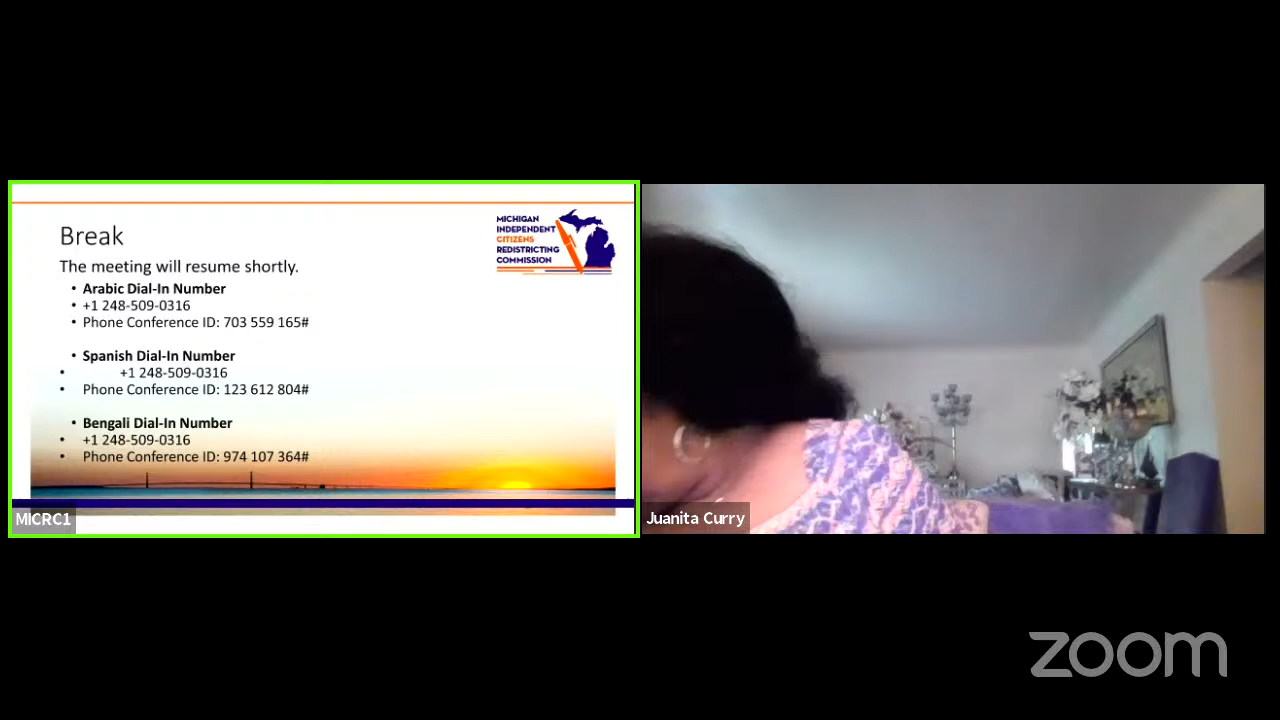 Break
MICHIGAN
INDEPENDENT
CITIZENS
REDISTRICTING
COMMISSION
The meeting will resume shortly.
• Arabic Dial-In Number
• +1 248-509-0316
• Phone Conference ID: 703 559 165#
• Spanish Dial-In Number
• +1 248-509-0316
• Phone Conference ID: 123 612 804#
• Bengali Dial-In Number
• +1 248-509-0316
• Phone Conference ID: 974 107 364#
MICRC1
Juanita Curry
zoom